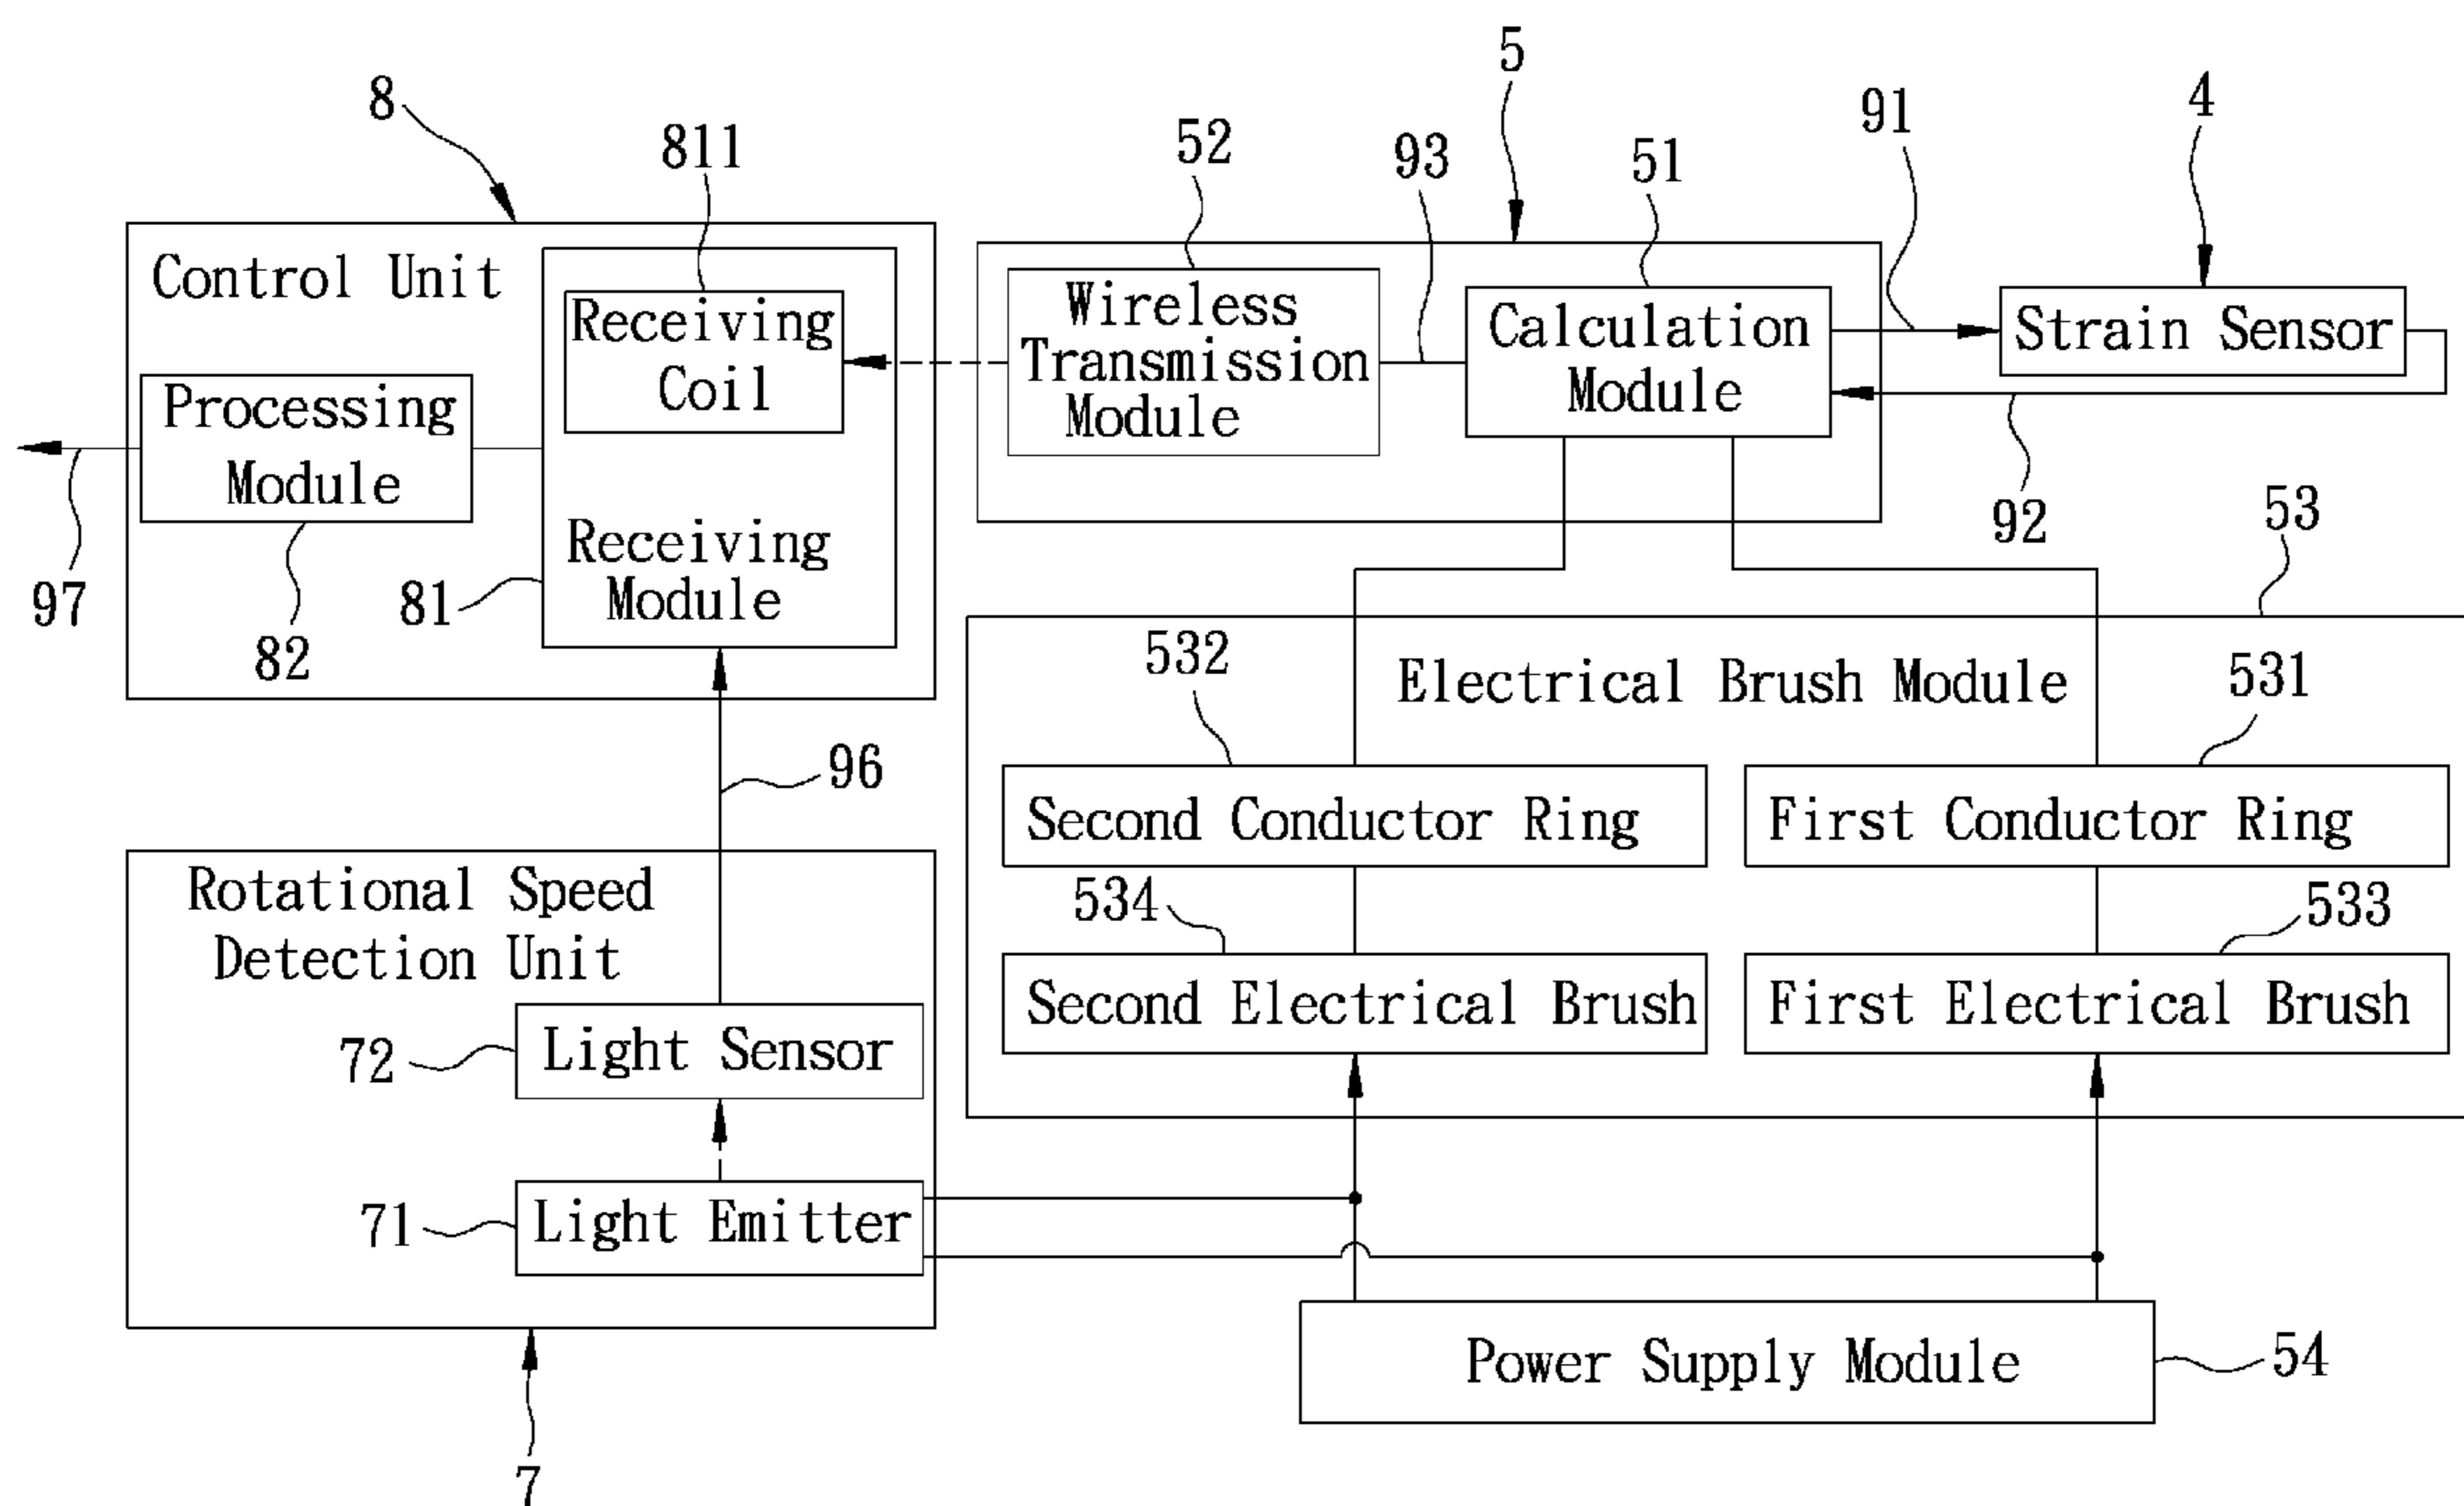 5
8
4
91
811
52
93
51
Control Unit
Receiving
Coil
Wireless
Transmission
Module
Calculation
Module
Strain Sensor
Processing
Module
92
53
Receiving
Module
97
81
82
532
Electrical Brush Module
531
96
Second Conductor Ring
First Conductor Ring
Rotational Speed
Detection Unit
534
533
Second Electrical Brush
First Electrical Brush
72
Light Sensor
71
Light Emitter
Power Supply Module
54
7